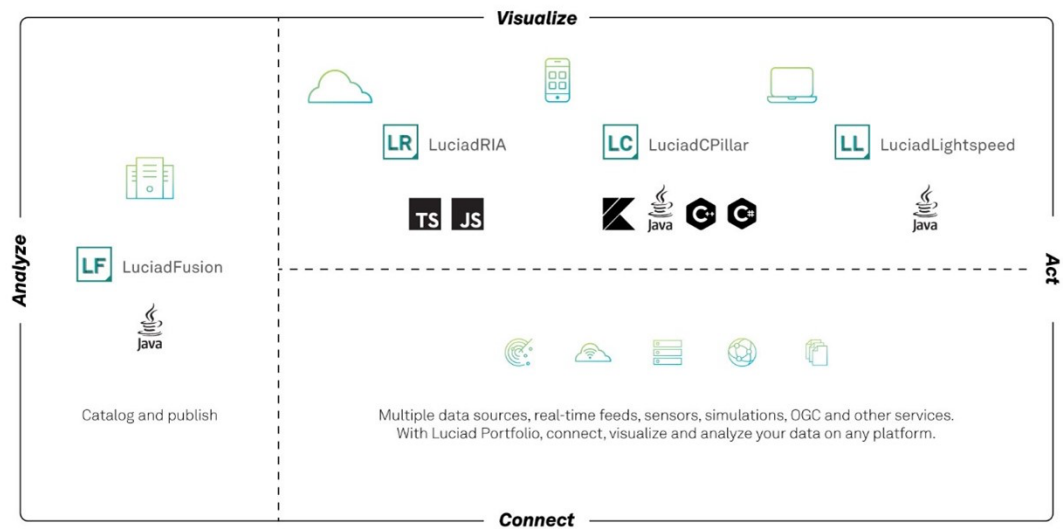 Visualize
LR LuciadRIA
LC LuciadCPillar
LL LuciadLightspeed
TS JS
Java C++ C#
Java
Analyze
LF LuciadFusion
Java
Act
Catalog and publish
Multiple data sources, real-time feeds, sensors, simulations, OGC and other services.
With Luciad Portfolio, connect, visualize and analyze your data on any platform.
Connect